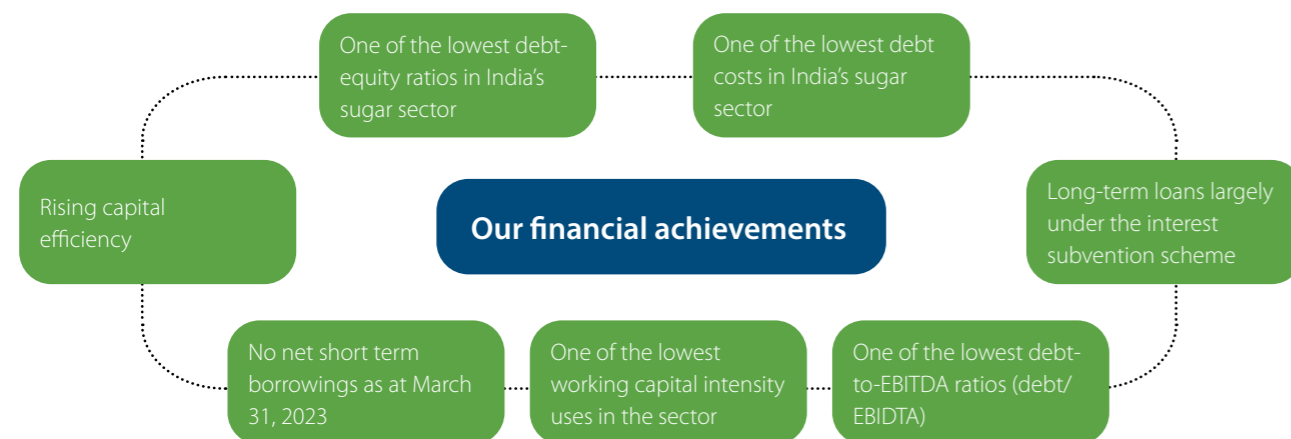 One of the lowest debt-
equity ratios in India's
sugar sector
One of the lowest debt
costs in India's sugar
sector
Rising capital
efficiency
Our financial achievements
Long-term loans largely
under the interest
subvention scheme
No net short term
borrowings as at March
31, 2023
One of the lowest
working capital intensity
uses in the sector
One of the lowest debt-
to-EBITDA ratios (debt/
EBIDTA)